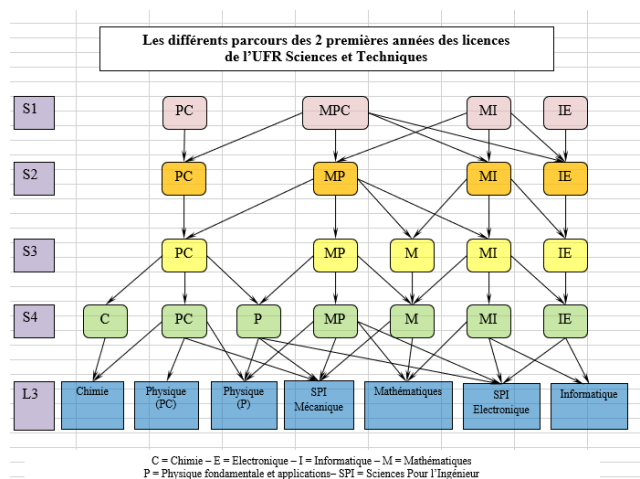 Les différents parcours des 2 premières années des licences
de l'UFR Sciences et Techniques
S1
PC
MPC
MI
IE
S2
PC
MP
MI
IE
S3
PC
MP
M
MI
IE
S4
C
PC
P
MP
M
MI
IE
L3
Chimie
Physique
(PC)
Physique
(P)
SPI
Mécanique
Mathématiques
SPI
Electronique
Informatique
C = Chimie – E = Electronique – I = Informatique – M = Mathématiques
P = Physique fondamentale et applications– SPI = Sciences Pour l'Ingénieur